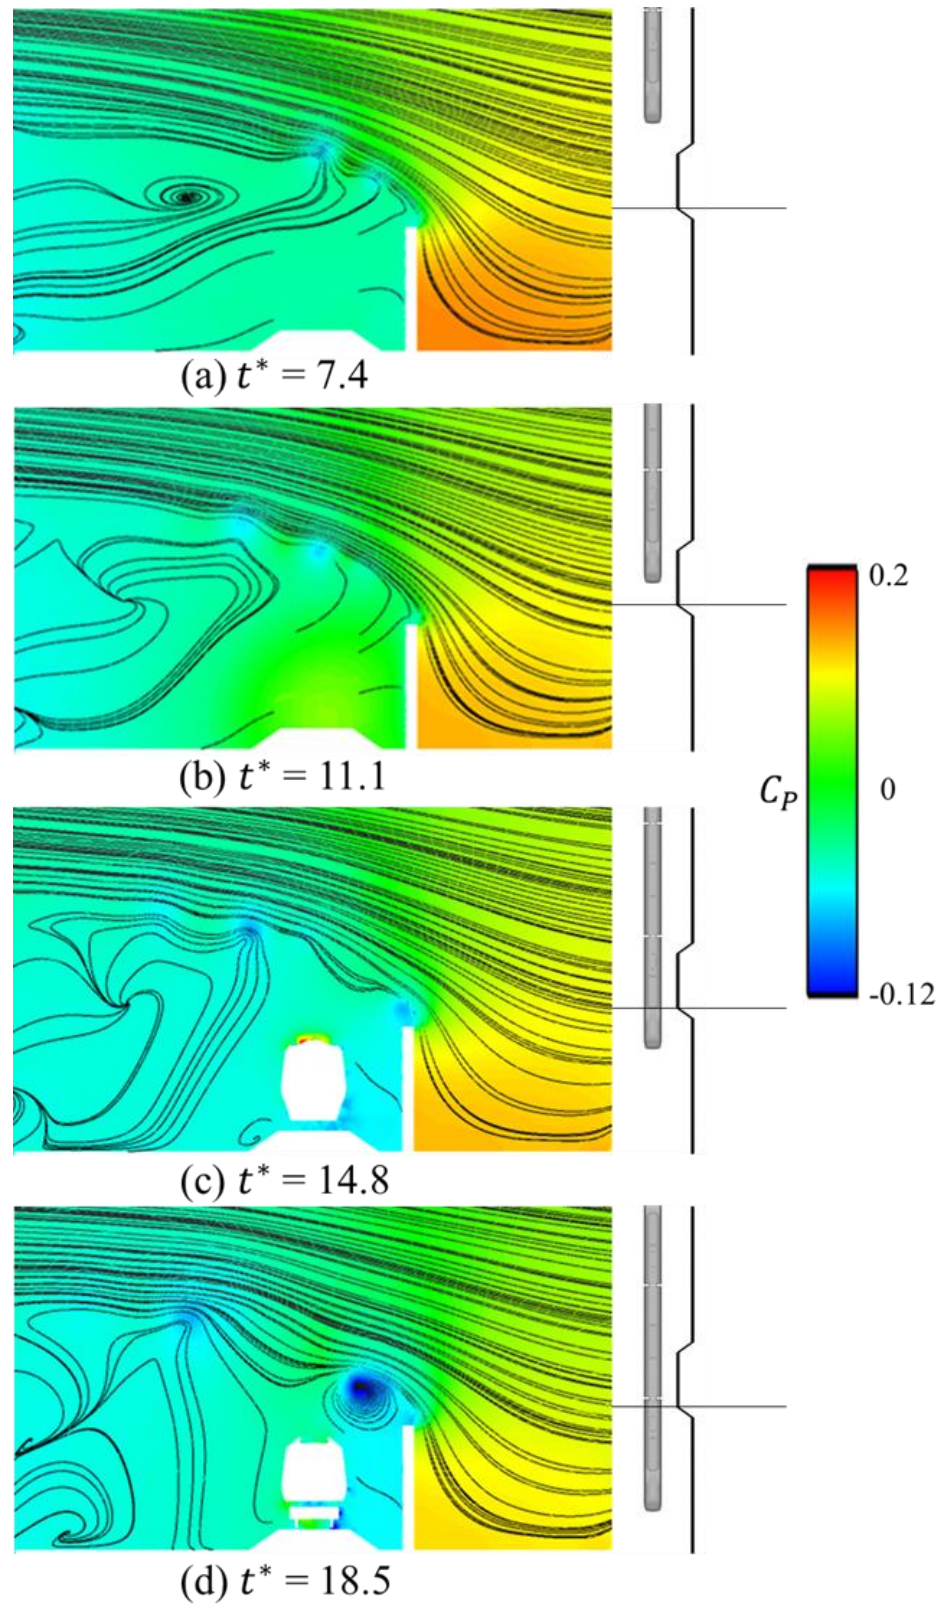 (a) t* = 7.4
(b) t* = 11.1
0.2
C_P 0
-0.12
(c) t* = 14.8
(d) t* = 18.5